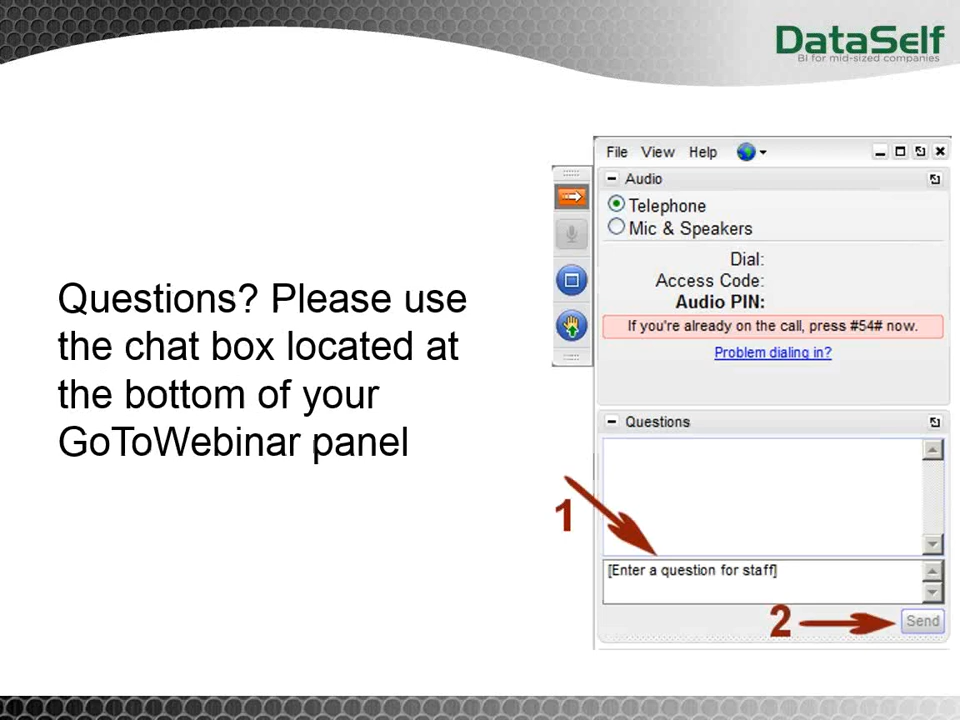 DataSelf
BI for mid-sized companies
Questions? Please use
the chat box located at
the bottom of your
GoToWebinar panel
File View Help
Audio
Telephone
Mic & Speakers
Dial:
Access Code:
Audio PIN:
If you're already on the call, press #54# now.
Problem dialing in?
Questions
1
[Enter a question for staff]
2
Send